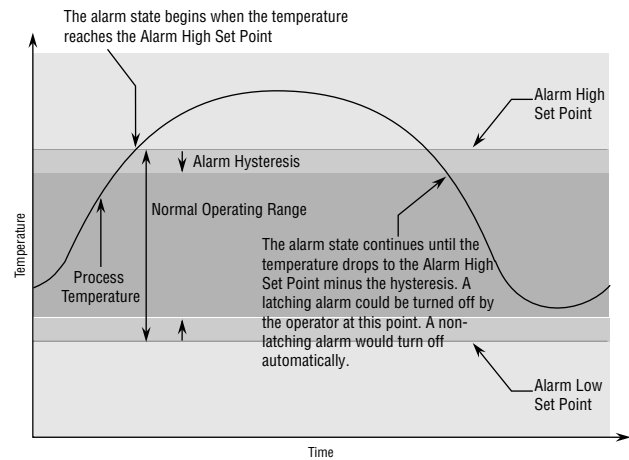 The alarm state begins when the temperature
reaches the Alarm High Set Point
Alarm High
Set Point
Alarm Hysteresis
Normal Operating Range
Temperature
Process
Temperature
The alarm state continues until the
temperature drops to the Alarm High
Set Point minus the hysteresis. A
latching alarm could be turned off by
the operator at this point. A non-
latching alarm would turn off
automatically.
Alarm Low
Set Point
Time